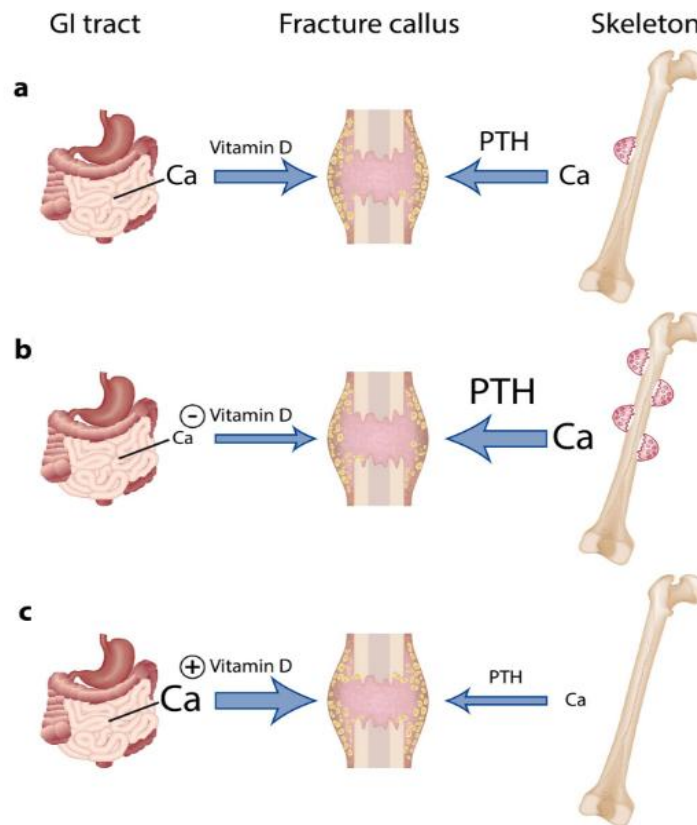 GI tract Fracture callus Skeleton
a
Vitamin D PTH
Ca Ca
b
PTH
− Vitamin D
Ca Ca
c
+ Vitamin D PTH
Ca Ca